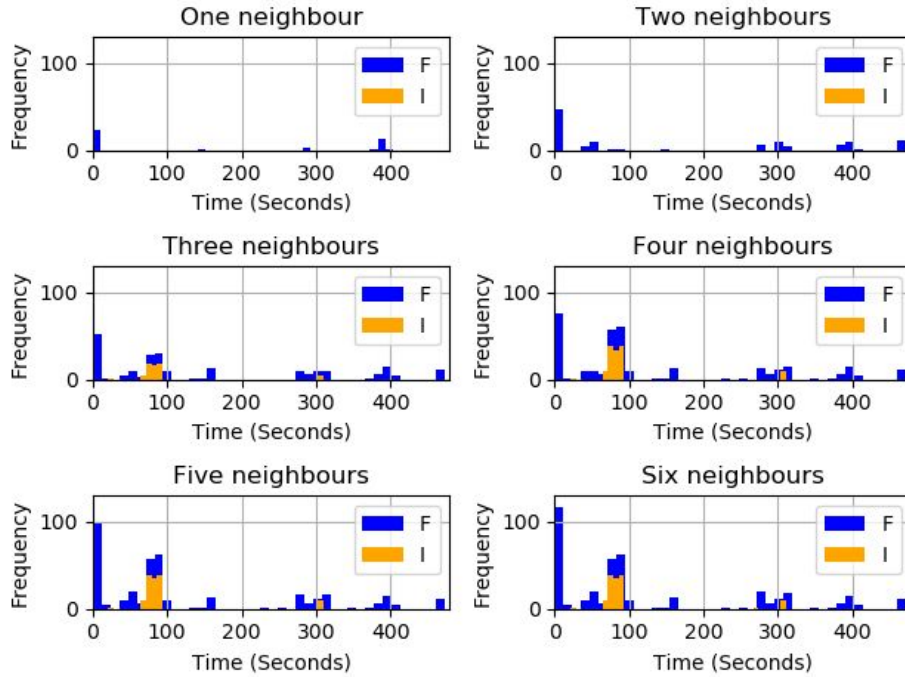 One neighbour
Frequency
100
0
F
I
0 200 400
Time (Seconds)
Two neighbours
Frequency
100
0
F
I
0 100 200 300 400
Time (Seconds)
Three neighbours
Frequency
100
0
F
I
0 100 200 300 400
Time (Seconds)
Four neighbours
Frequency
100
0
F
I
0 100 200 300 400
Time (Seconds)
Five neighbours
Frequency
100
0
F
I
0 100 200 300 400
Time (Seconds)
Six neighbours
Frequency
100
0
F
I
0 100 200 300 400
Time (Seconds)